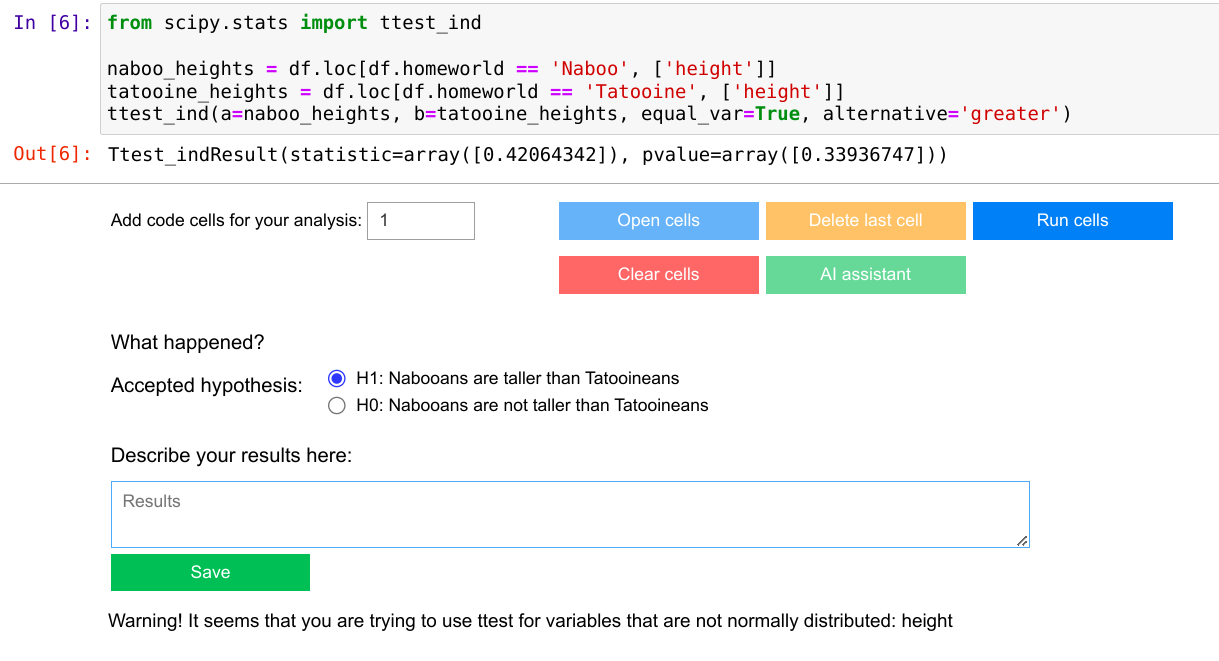 In [6]: from scipy.stats import ttest_ind
naboo_heights = df.loc[df.homeworld == 'Naboo', ['height']]
tatooine_heights = df.loc[df.homeworld == 'Tatooine', ['height']]
ttest_ind(a=naboo_heights, b=tatooine_heights, equal_var=True, alternative='greater')
Out[6]: Ttest_indResult(statistic=array([0.42064342]), pvalue=array([0.33936747]))
Add code cells for your analysis: 1 Open cells Delete last cell Run cells
Clear cells AI assistant
What happened?
Accepted hypothesis:
H1: Nabooans are taller than Tatooineans
H0: Nabooans are not taller than Tatooineans
Describe your results here:
Results
Save
Warning! It seems that you are trying to use ttest for variables that are not normally distributed: height